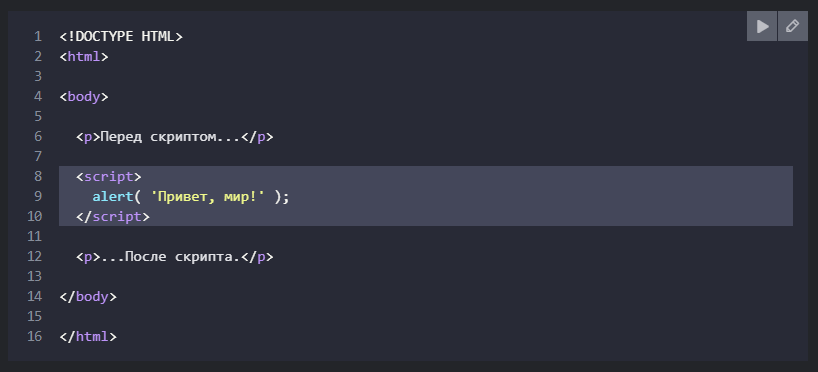 1 <!DOCTYPE HTML>
2 <html>
3
4 <body>
5
6   <p>Перед скриптом...</p>
7
8   <script>
9     alert( 'Привет, мир!' );
10   </script>
11
12   <p>...После скрипта.</p>
13
14 </body>
15
16 </html>